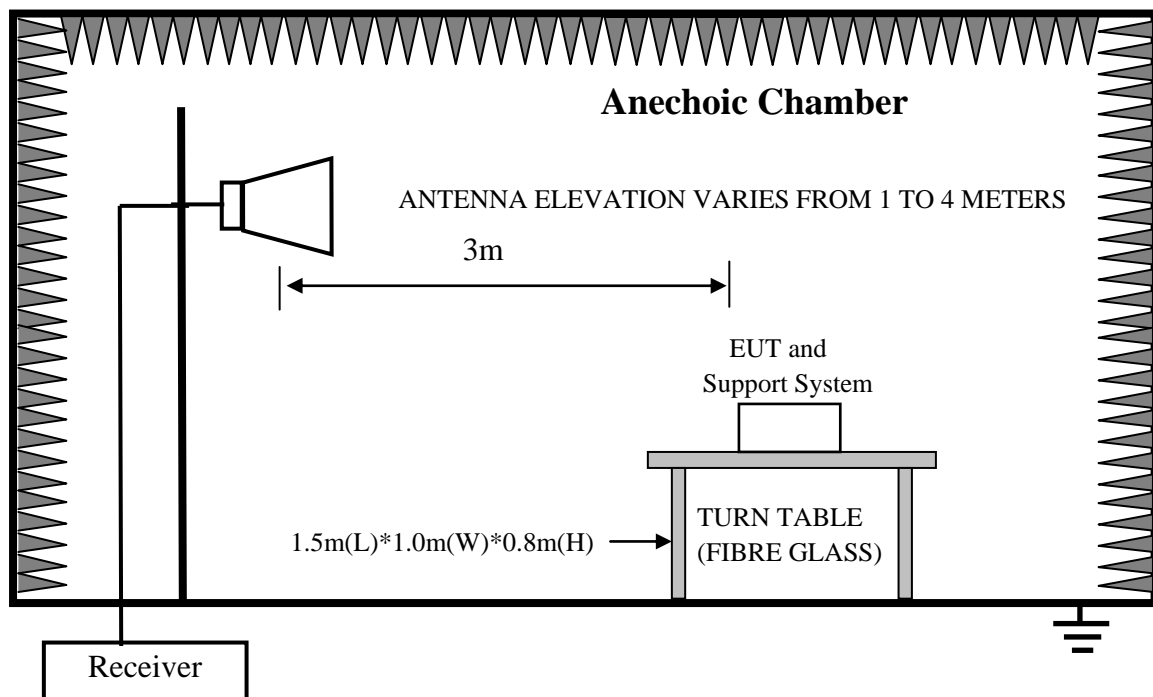 Anechoic Chamber
ANTENNA ELEVATION VARIES FROM 1 TO 4 METERS
3m
EUT and
Support System
1.5m(L)*1.0m(W)*0.8m(H)
TURN TABLE
(FIBRE GLASS)
Receiver